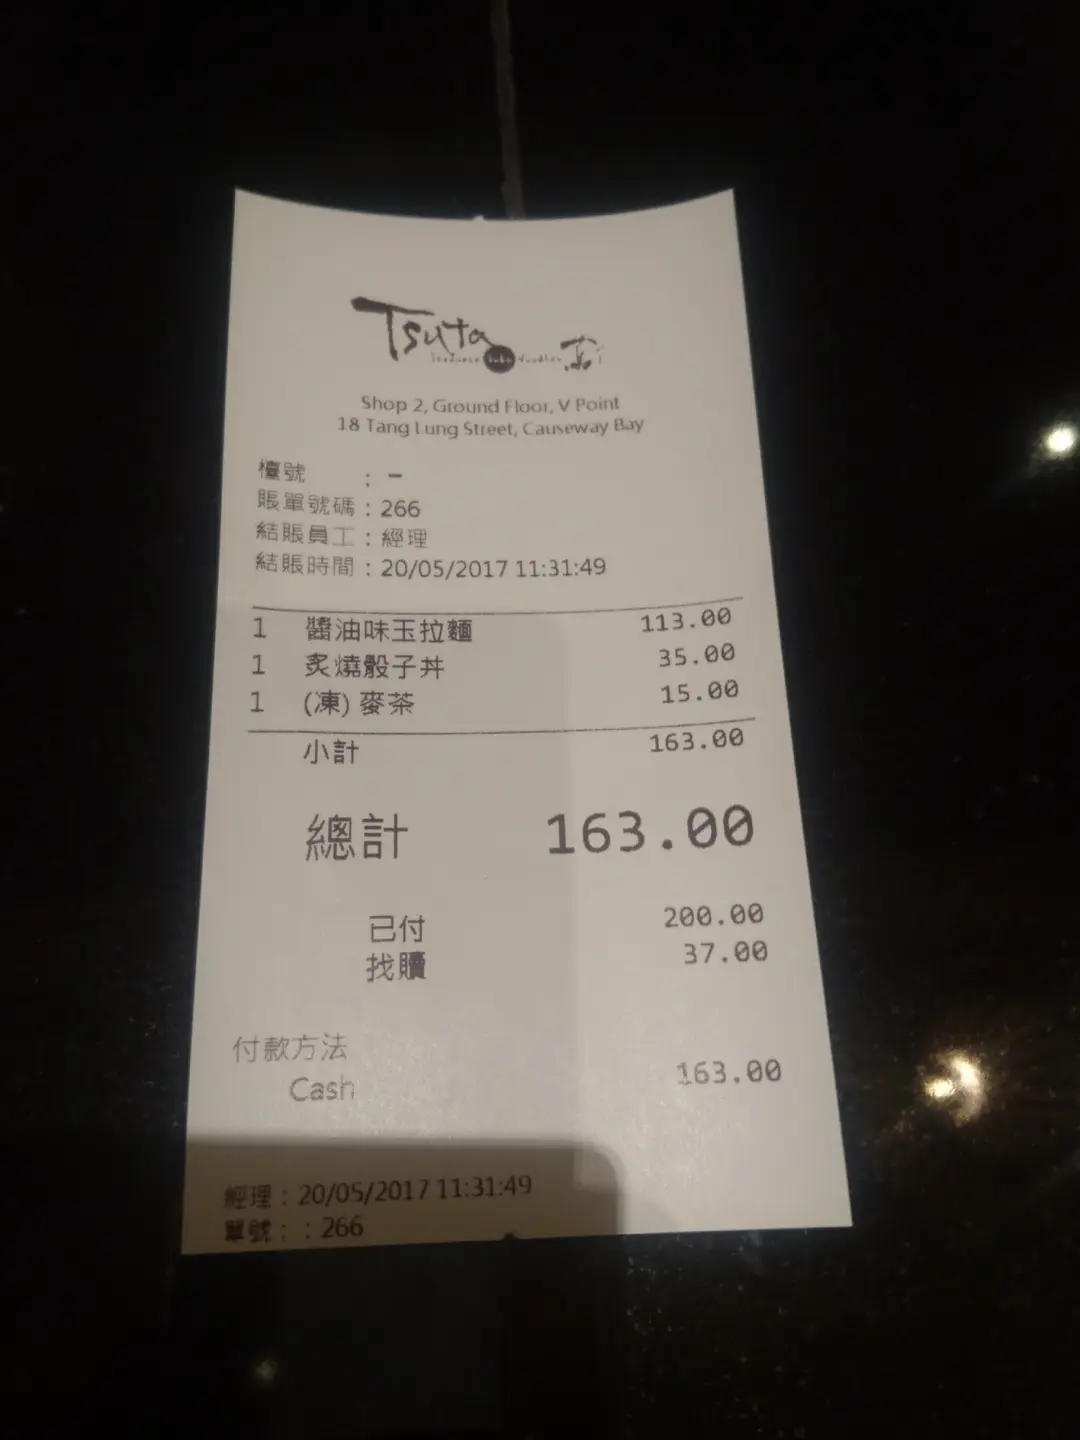 Tsuta
Japanese Soba Noodles 蔦
Shop 2, Ground Floor, V Point
18 Tang Lung Street, Causeway Bay
檯號 : -
賬單號碼 : 266
結賬員工 : 經理
結賬時間 : 20/05/2017 11:31:49
1 醬油味玉拉麵 113.00
1 炙燒骰子丼 35.00
1 (凍) 麥茶 15.00
小計 163.00
總計 163.00
已付 200.00
找贖 37.00
付款方法
Cash 163.00
經理 : 20/05/2017 11:31:49
單號 : : 266